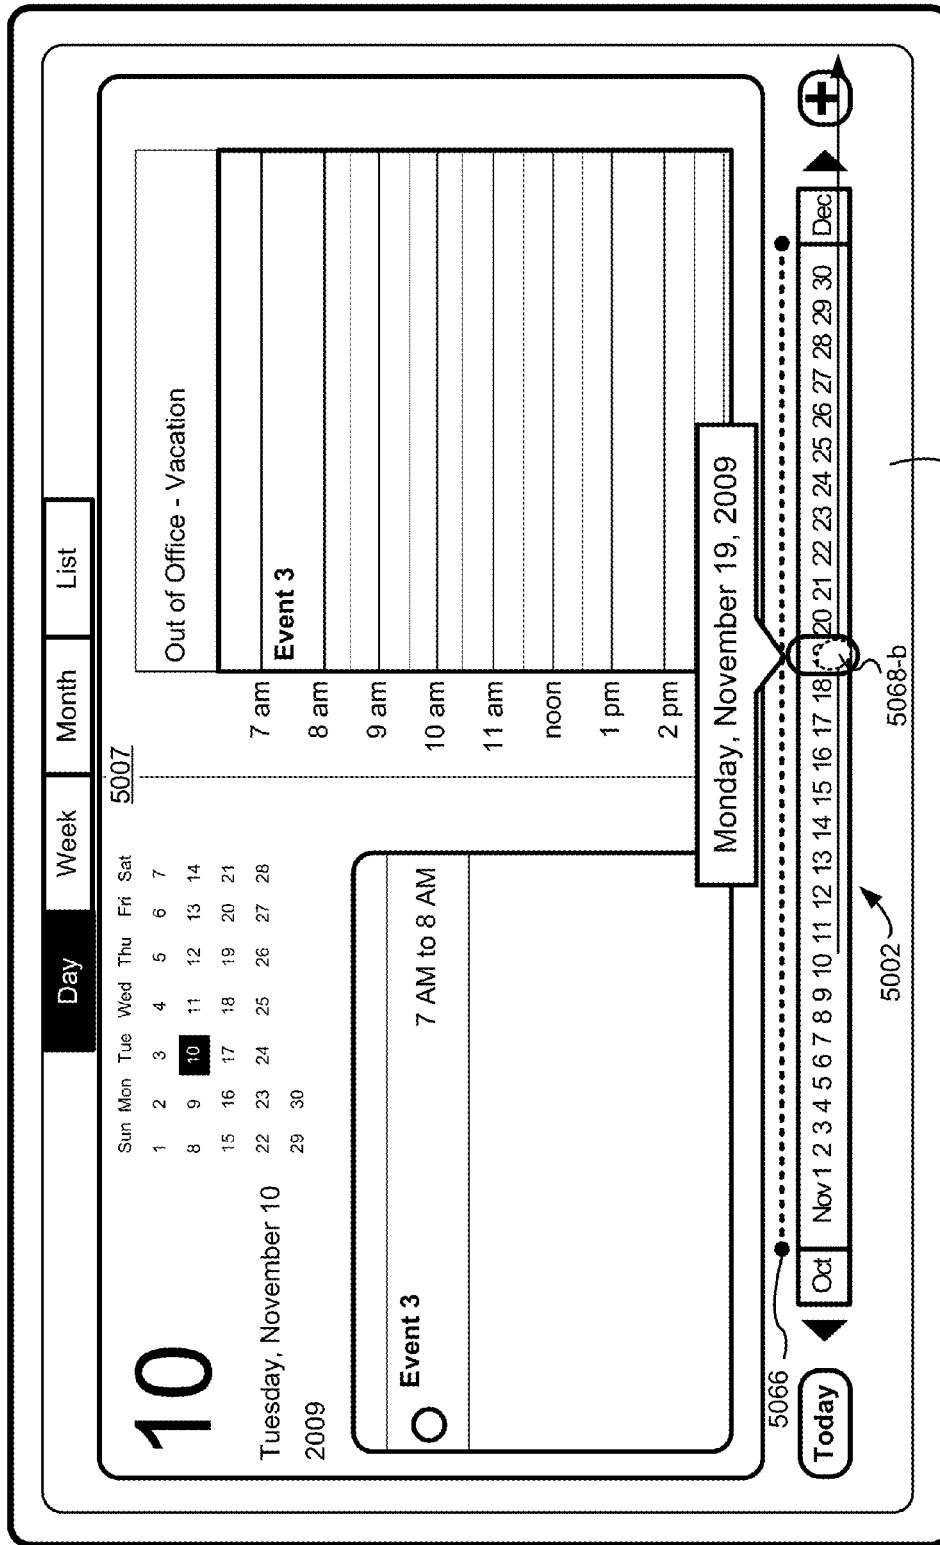 Day Week Month List
5007
10
Tuesday, November 10
2009
Sun Mon Tue Wed Thu Fri Sat
1 2 3 4 5 6 7
8 9 10 11 12 13 14
15 16 17 18 19 20 21
22 23 24 25 26 27 28
29 30
Event 3 7 AM to 8 AM
Out of Office - Vacation
7 am
Event 3
8 am
9 am
10 am
11 am
noon
1 pm
2 pm
Monday, November 19, 2009
5066
Today Oct Nov 1 2 3 4 5 6 7 8 9 10 11 12 13 14 15 16 17 18 20 21 22 23 24 25 26 27 28 29 30 Dec +
5002
5068-b